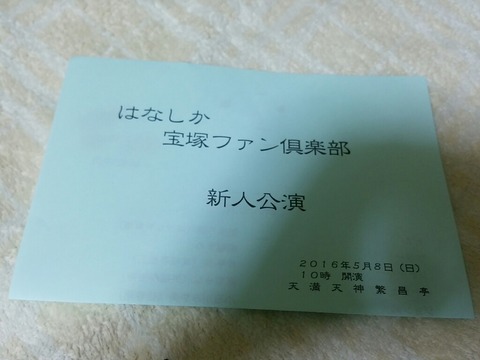 はなしか
宝塚ファン倶楽部
新人公演
2016年5月8日(日)
10時 開演
天満天神繁昌亭